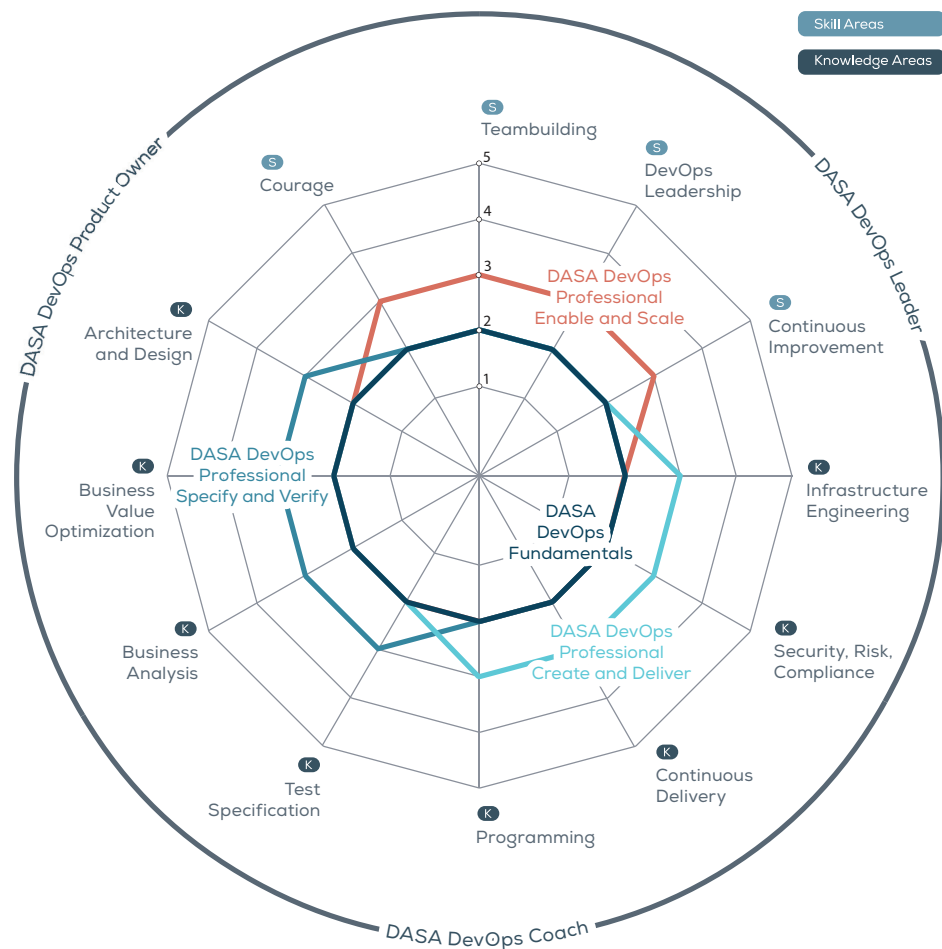 Skill Areas
Knowledge Areas
DASA DevOps Product Owner
DASA DevOps Leader
DASA DevOps Coach
S
Teambuilding
S
DevOps
Leadership
S
Continuous
Improvement
K
Infrastructure
Engineering
K
Security, Risk,
Compliance
K
Continuous
Delivery
K
Programming
K
Test
Specification
K
Business
Analysis
K
Business
Value
Optimization
K
Architecture
and Design
S
Courage
5
4
3
2
1
DASA DevOps
Professional
Enable and Scale
DASA DevOps
Professional
Specify and Verify
DASA
DevOps
Fundamentals
DASA DevOps
Professional
Create and Deliver